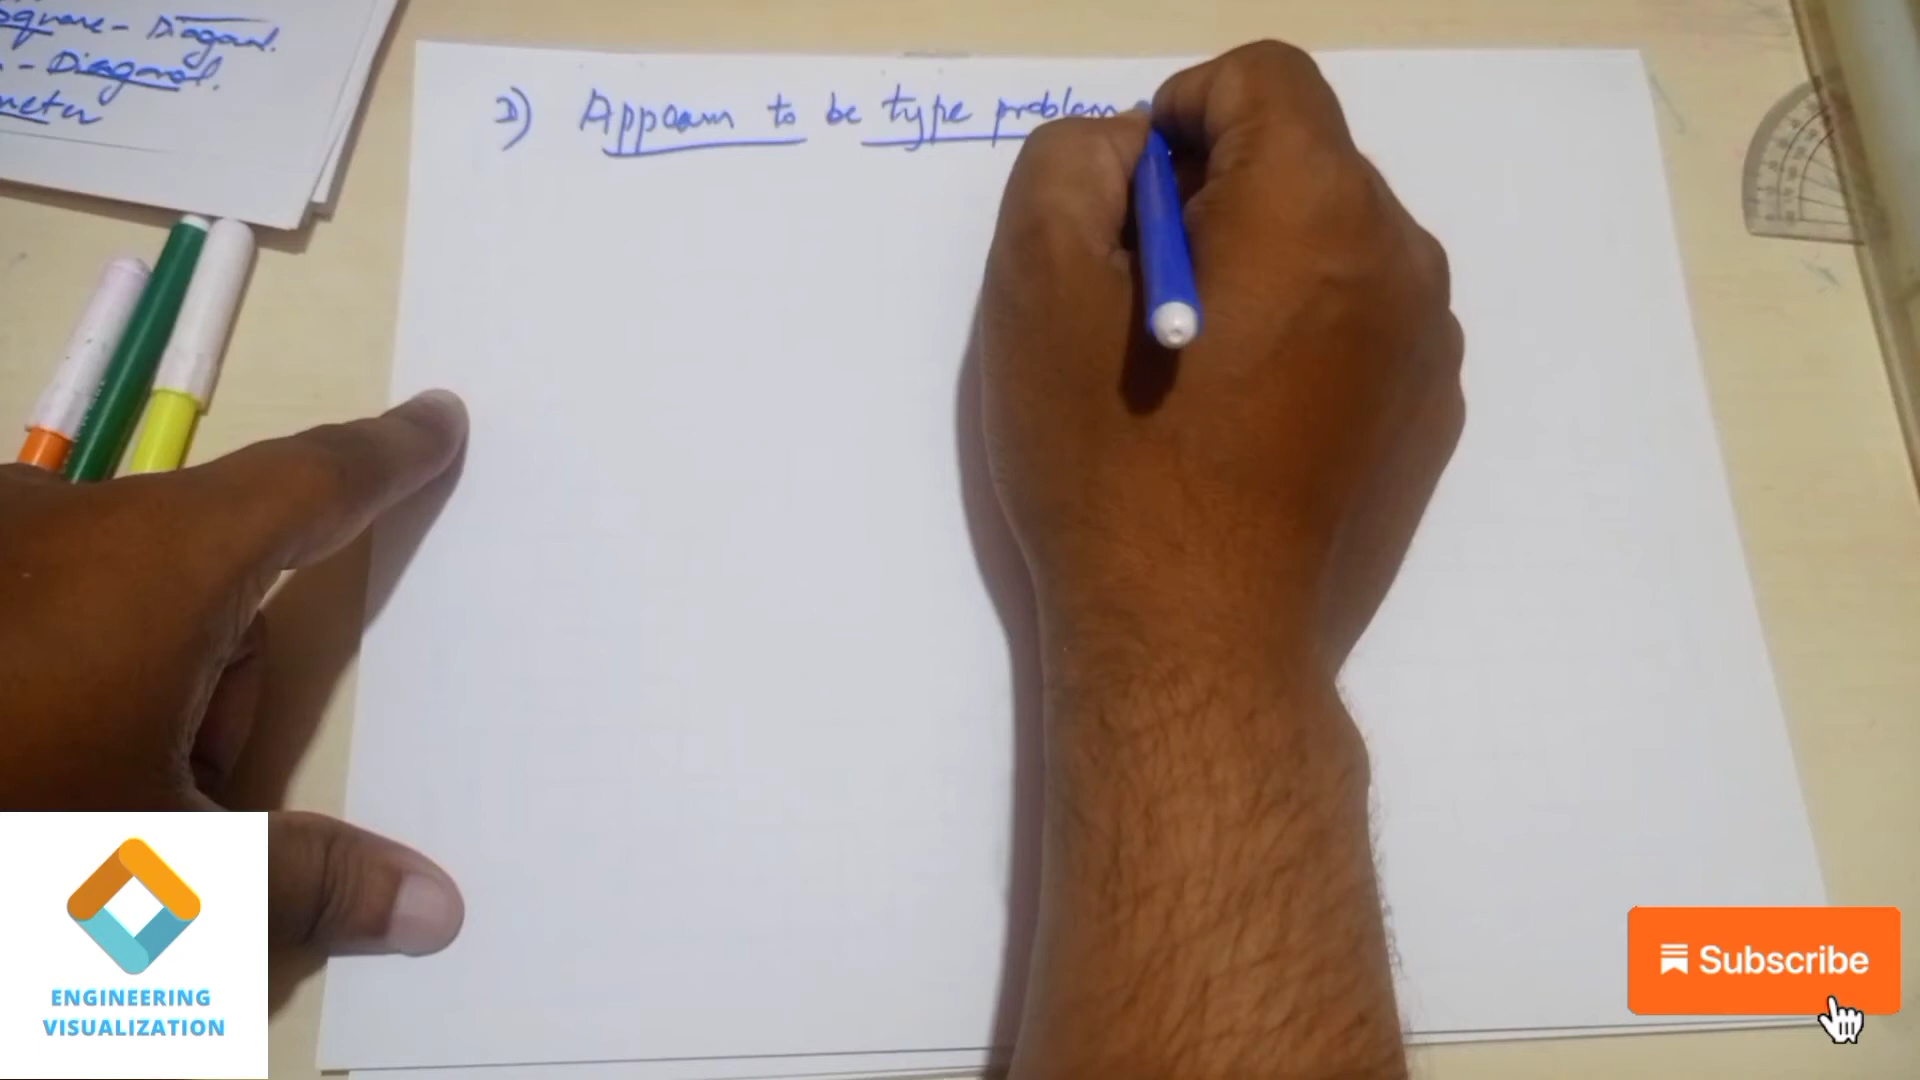 square - Diagonal.
- Diagonal.
meter
2) Appears to be type problem
ENGINEERING
VISUALIZATION
Subscribe